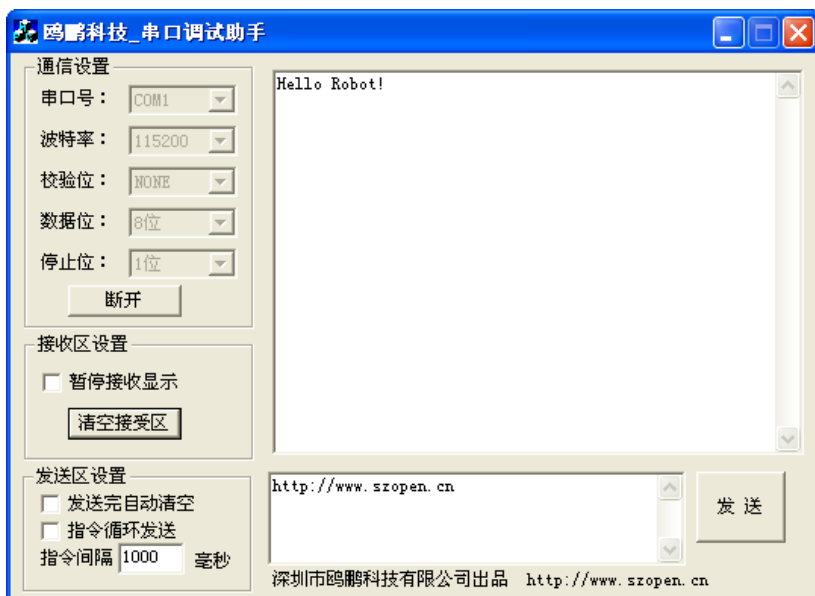 鸥鹏科技_串口调试助手
通信设置
串口号： COM1
波特率： 115200
校验位： NONE
数据位： 8位
停止位： 1位
断开
接收区设置
暂停接收显示
清空接受区
Hello Robot!
发送区设置
发送完自动清空
指令循环发送
指令间隔 1000 毫秒
http://www.szopen.cn
发 送
深圳市鸥鹏科技有限公司出品 http://www.szopen.cn